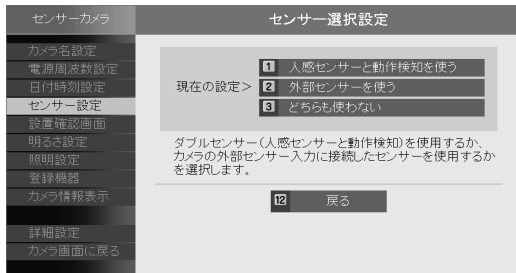 センサーカメラ
カメラ名設定
電源周波数設定
日付時刻設定
センサー設定
設置確認画面
明るさ設定
照明設定
登録機器
カメラ情報表示
詳細設定
カメラ画面に戻る
センサー選択設定
1 人感センサーと動作検知を使う
現在の設定＞ 2 外部センサーを使う
3 どちらも使わない
ダブルセンサー（人感センサーと動作検知）を使用するか、
カメラの外部センサー入力に接続したセンサーを使用するか
を選択します。
12 戻る